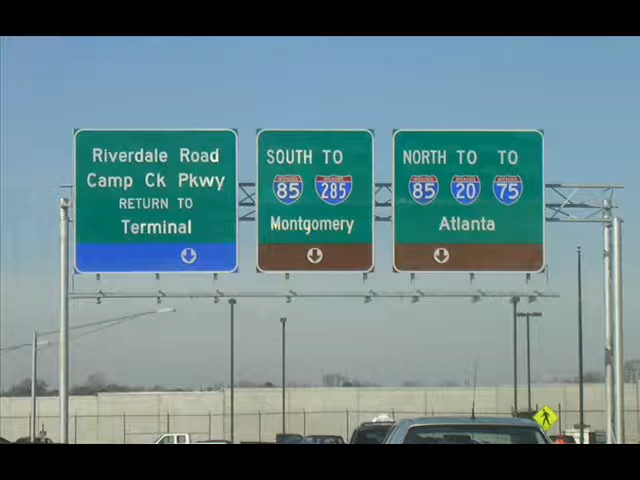 Riverdale Road
Camp Ck Pkwy
RETURN TO
Terminal
SOUTH TO
85 285
Montgomery
NORTH TO TO
85 20 75
Atlanta